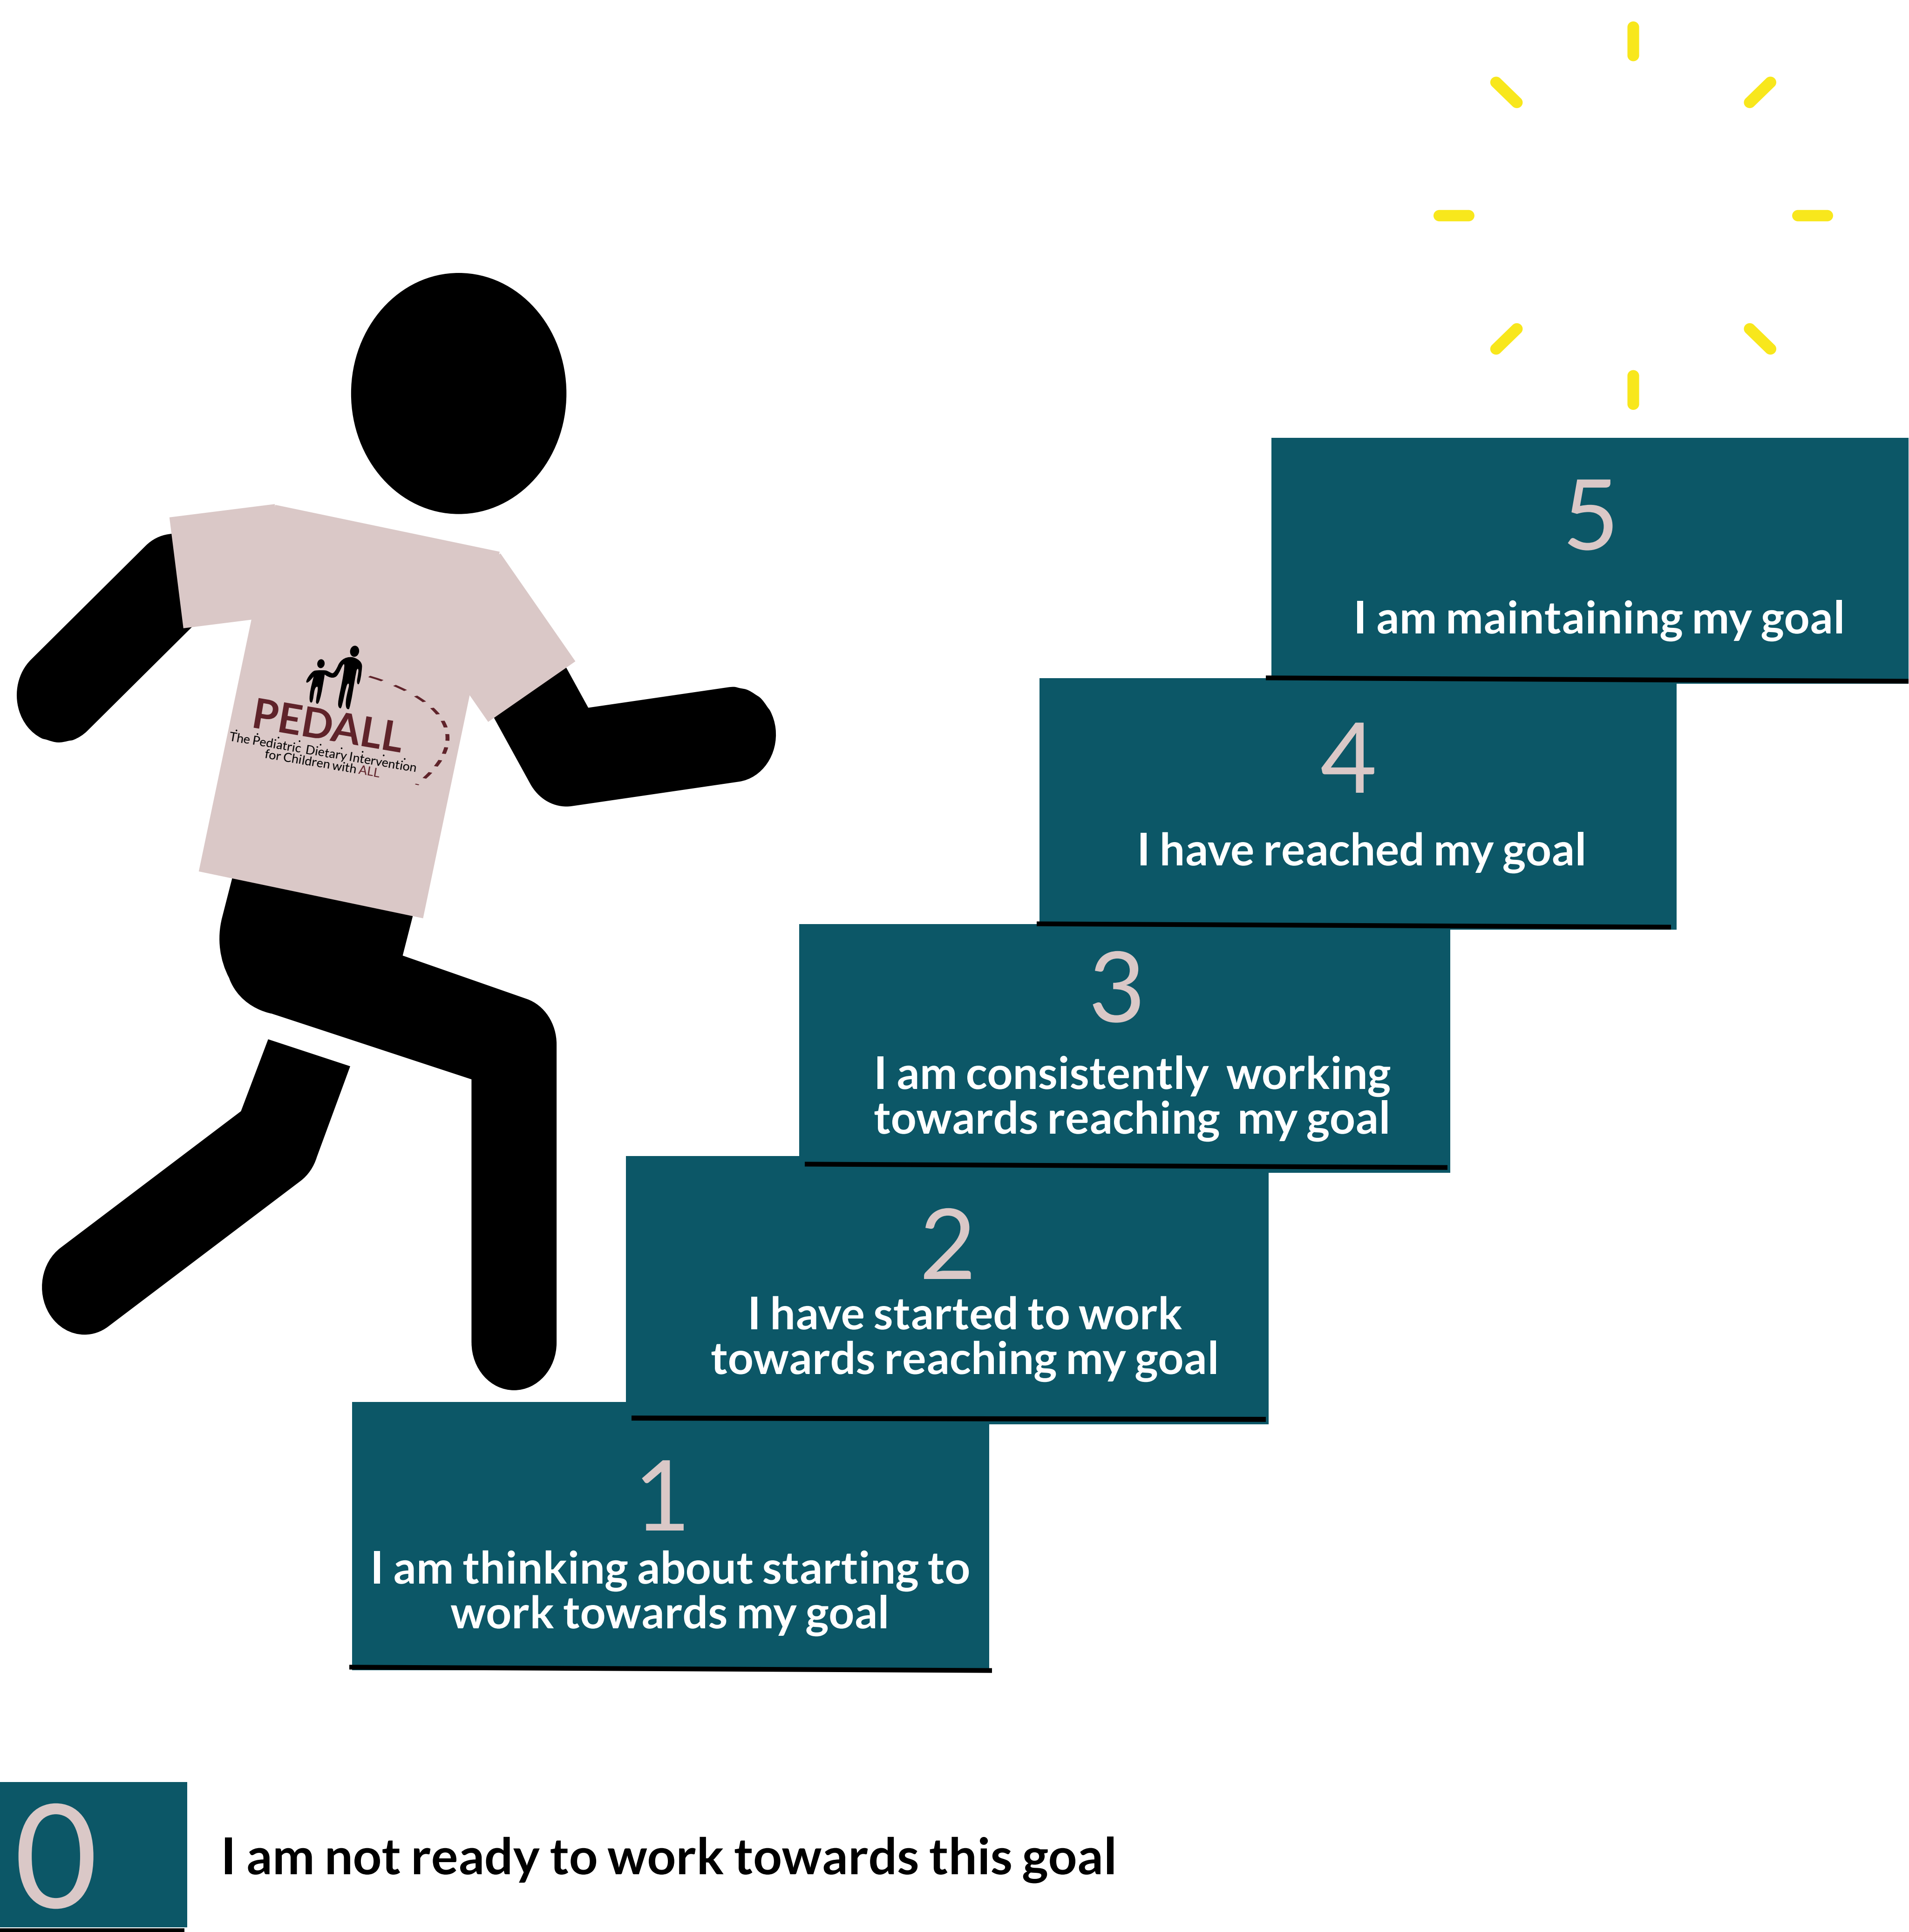 5
I am maintaining my goal
4
I have reached my goal
3
I am consistently working
towards reaching my goal
PEDALL
The Pediatric Dietary Intervention
for Children with ALL
2
I have started to work
towards reaching my goal
1
I am thinking about starting to
work towards my goal
0
I am not ready to work towards this goal